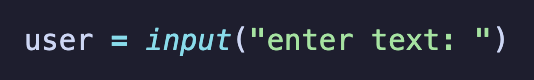 user = input("enter text: ")